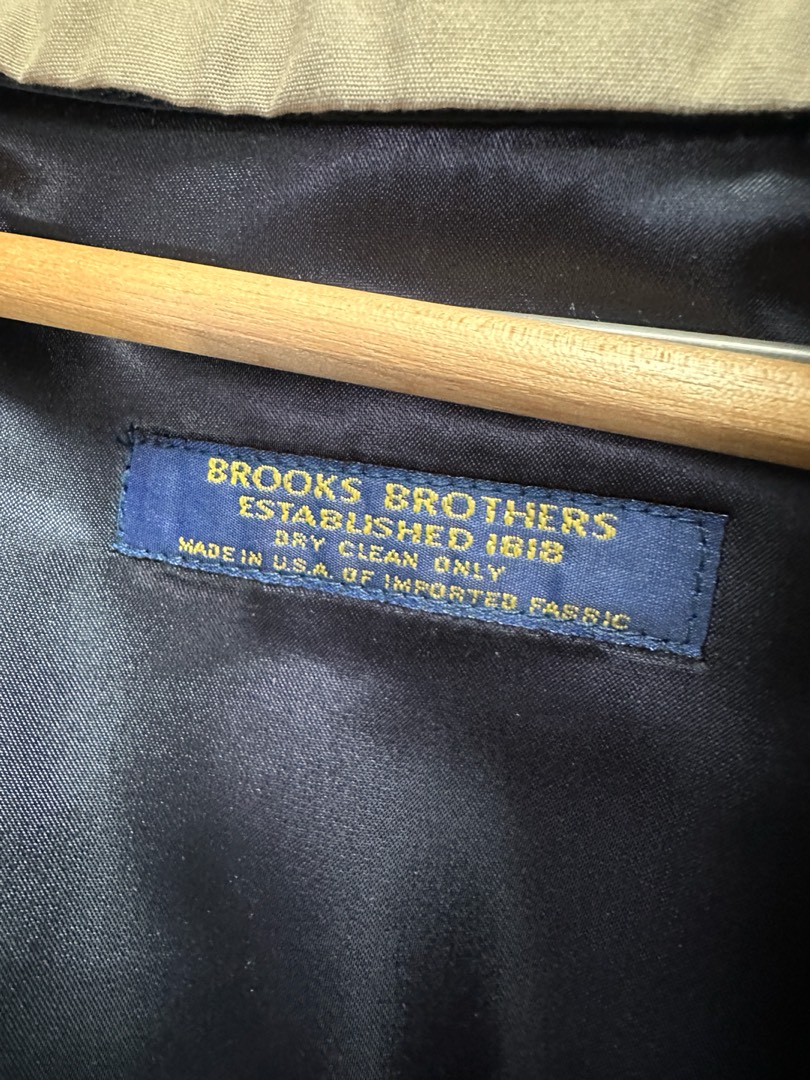 BROOKS BROTHERS
ESTABLISHED 1818
DRY CLEAN ONLY
MADE IN U.S.A. OF IMPORTED FABRIC